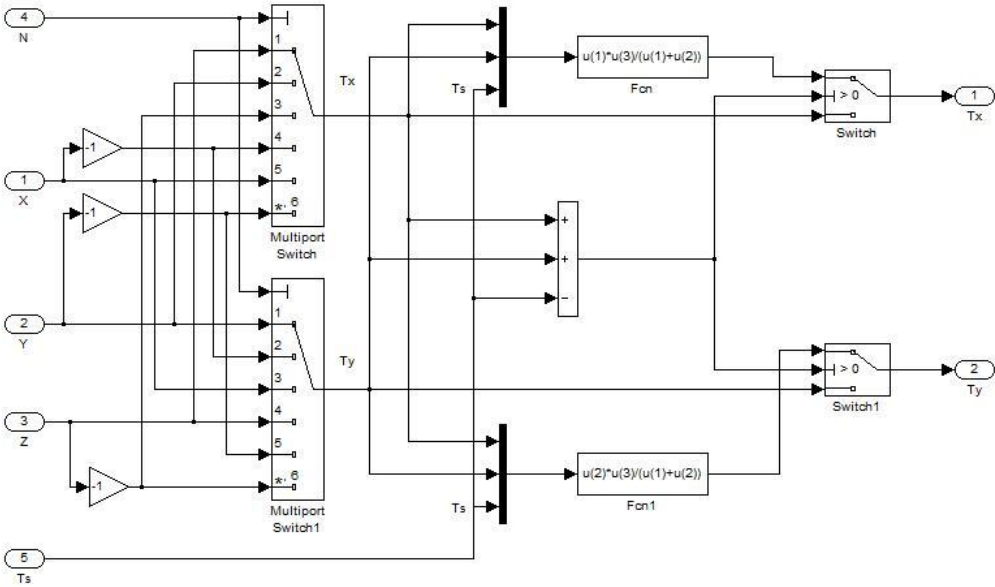 4
N
1
2
3
4
5
*, 6
Multiport
Switch
Tx
Ts
u(1)*u(3)/(u(1)+u(2))
Fcn
> 0
Switch
1
Tx
-1
1
X
-1
+
+
−
2
Y
1
2
3
4
5
*, 6
Multiport
Switch1
Ty
> 0
Switch1
2
Ty
3
Z
-1
Ts
u(2)*u(3)/(u(1)+u(2))
Fcn1
5
Ts